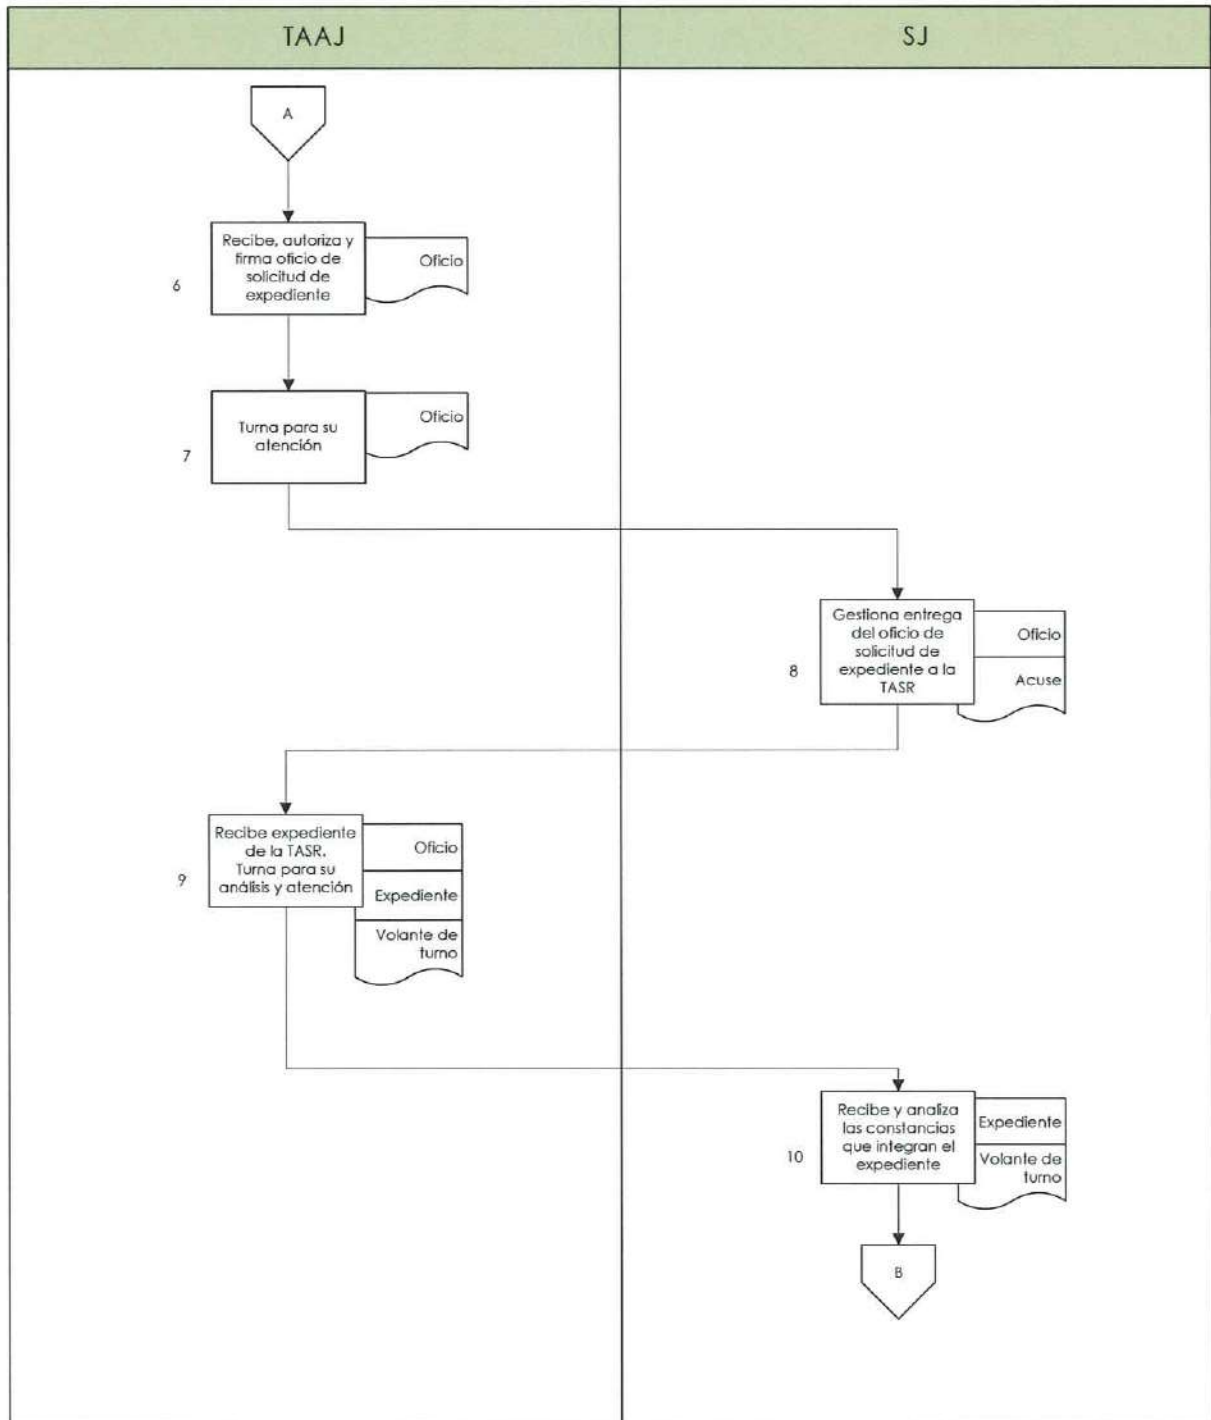 TAAJ
SJ
A
Recibe, autoriza y
firma oficio de
solicitud de
expediente
Oficio
6
Turna para su
atención
Oficio
7
Gestiona entrega
del oficio de
solicitud de
expediente a la
TASR
Oficio
Acuse
8
Recibe expediente
de la TASR.
Turna para su
análisis y atención
Oficio
Expediente
Volante de
turno
9
Recibe y analiza
las constancias
que integran el
expediente
Expediente
Volante de
turno
10
B